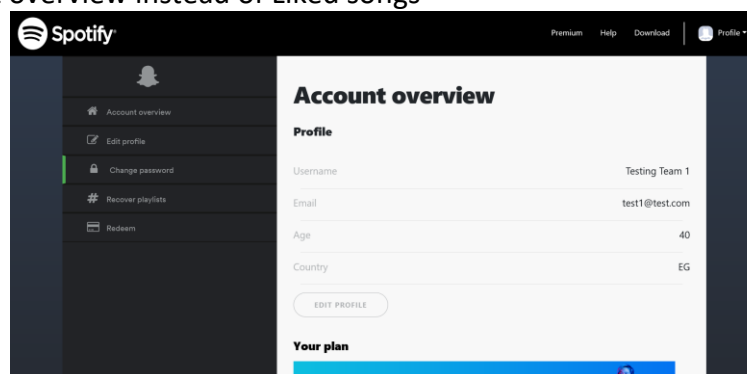 overview instead of Liked songs
Spotify
Premium Help Download Profile
Account overview
Edit profile
Change password
Recover playlists
Redeem
Account overview
Profile
Username Testing Team 1
Email test1@test.com
Age 40
Country EG
EDIT PROFILE
Your plan